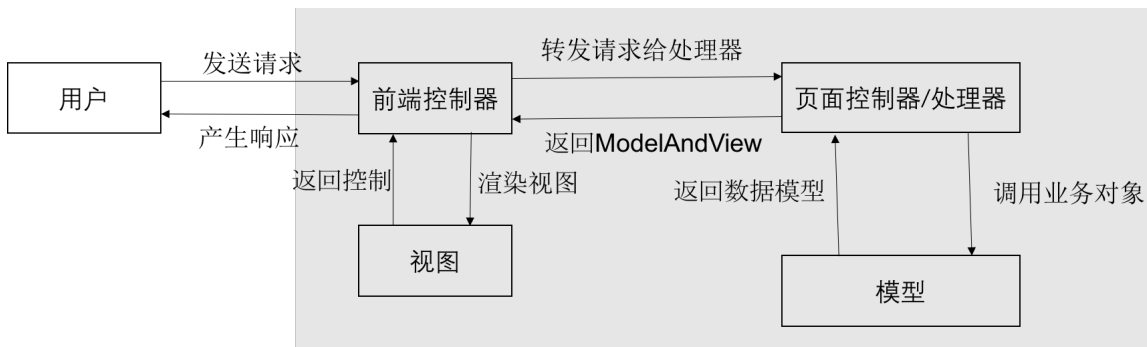 发送请求
转发请求给处理器
用户
前端控制器
页面控制器/处理器
产生响应
返回ModelAndView
返回控制
渲染视图
返回数据模型
调用业务对象
视图
模型